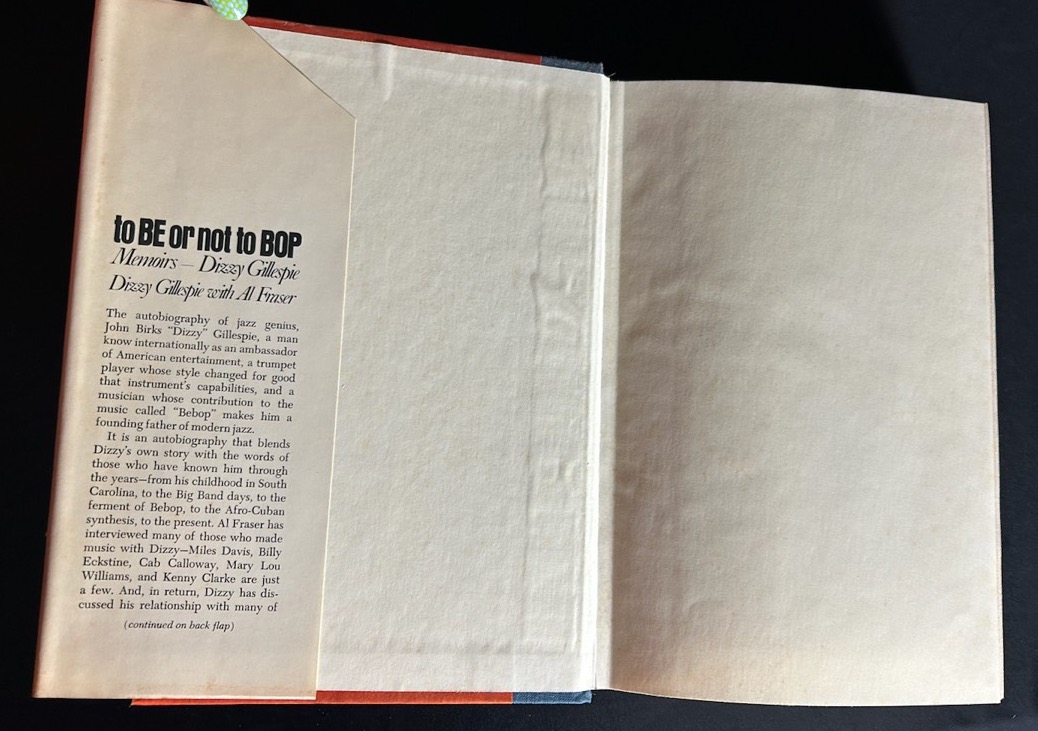 to BE or not to BOP
Memoirs — Dizzy Gillespie
Dizzy Gillespie with Al Fraser
The autobiography of jazz genius,
John Birks "Dizzy" Gillespie, a man
know internationally as an ambassador
of American entertainment, a trumpet
player whose style changed for good
that instrument's capabilities, and a
musician whose contribution to the
music called "Bebop" makes him a
founding father of modern jazz.
It is an autobiography that blends
Dizzy's own story with the words of
those who have known him through
the years—from his childhood in South
Carolina, to the Big Band days, to the
ferment of Bebop, to the Afro-Cuban
synthesis, to the present. Al Fraser has
interviewed many of those who made
music with Dizzy—Miles Davis, Billy
Eckstine, Cab Calloway, Mary Lou
Williams, and Kenny Clarke are just
a few. And, in return, Dizzy has dis-
cussed his relationship with many of
(continued on back flap)